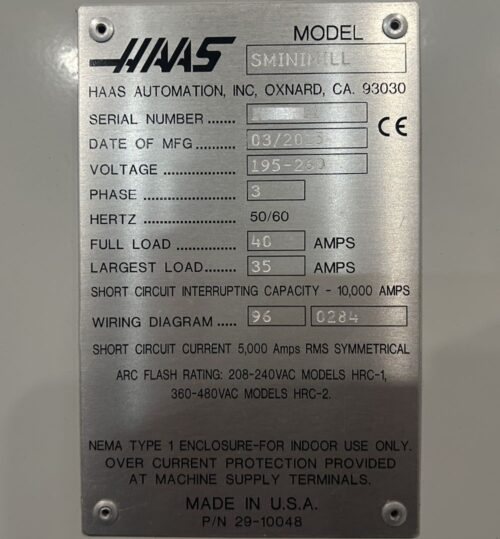 HAAS
MODEL
SMINIMILL
HAAS AUTOMATION, INC, OXNARD, CA. 93030
SERIAL NUMBER ......
DATE OF MFG..........
CE
VOLTAGE ................
PHASE ....................... 3
HERTZ ....................... 50/60
FULL LOAD ............... 40 AMPS
LARGEST LOAD........ 35 AMPS
SHORT CIRCUIT INTERRUPTING CAPACITY - 10,000 AMPS
WIRING DIAGRAM ..... 96 0284
SHORT CIRCUIT CURRENT 5,000 Amps RMS SYMMETRICAL
ARC FLASH RATING: 208-240VAC MODELS HRC-1,
360-480VAC MODELS HRC-2.
NEMA TYPE 1 ENCLOSURE-FOR INDOOR USE ONLY.
OVER CURRENT PROTECTION PROVIDED
AT MACHINE SUPPLY TERMINALS.
MADE IN U.S.A.
P/N 29-10048